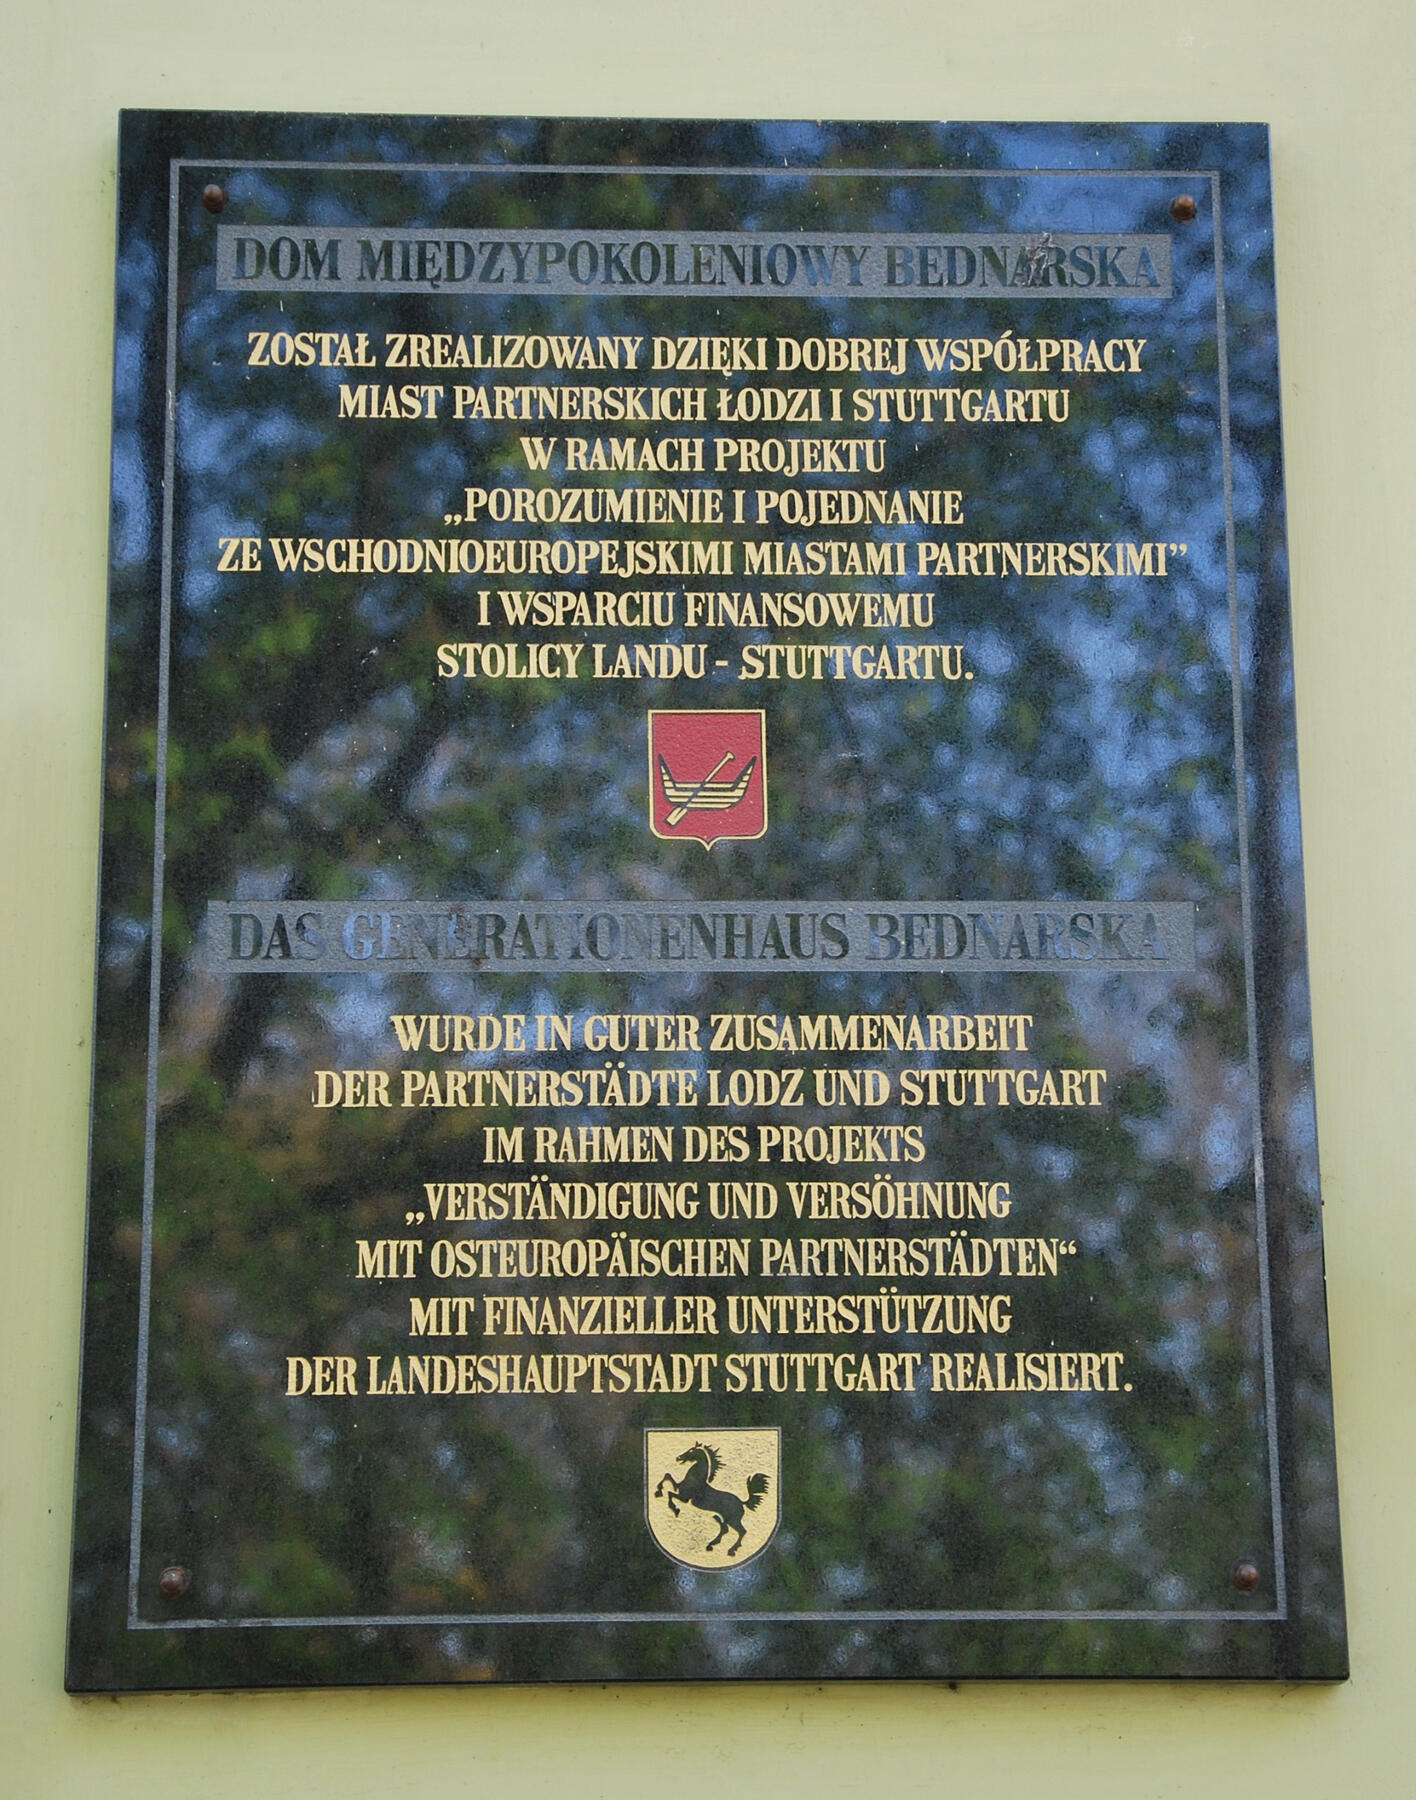 DOM MIĘDZYPOKOLENIOWY BEDNARSKA
ZOSTAŁ ZREALIZOWANY DZIĘKI DOBREJ WSPÓŁPRACY
MIAST PARTNERSKICH ŁODZI I STUTTGARTU
W RAMACH PROJEKTU
„POROZUMIENIE I POJEDNANIE
ZE WSCHODNIOEUROPEJSKIMI MIASTAMI PARTNERSKIMI”
I WSPARCIU FINANSOWEMU
STOLICY LANDU - STUTTGARTU.
DAS GENERATIONENHAUS BEDNARSKA
WURDE IN GUTER ZUSAMMENARBEIT
DER PARTNERSTÄDTE LODZ UND STUTTGART
IM RAHMEN DES PROJEKTS
„VERSTÄNDIGUNG UND VERSÖHNUNG
MIT OSTEUROPÄISCHEN PARTNERSTÄDTEN“
MIT FINANZIELLER UNTERSTÜTZUNG
DER LANDESHAUPTSTADT STUTTGART REALISIERT.